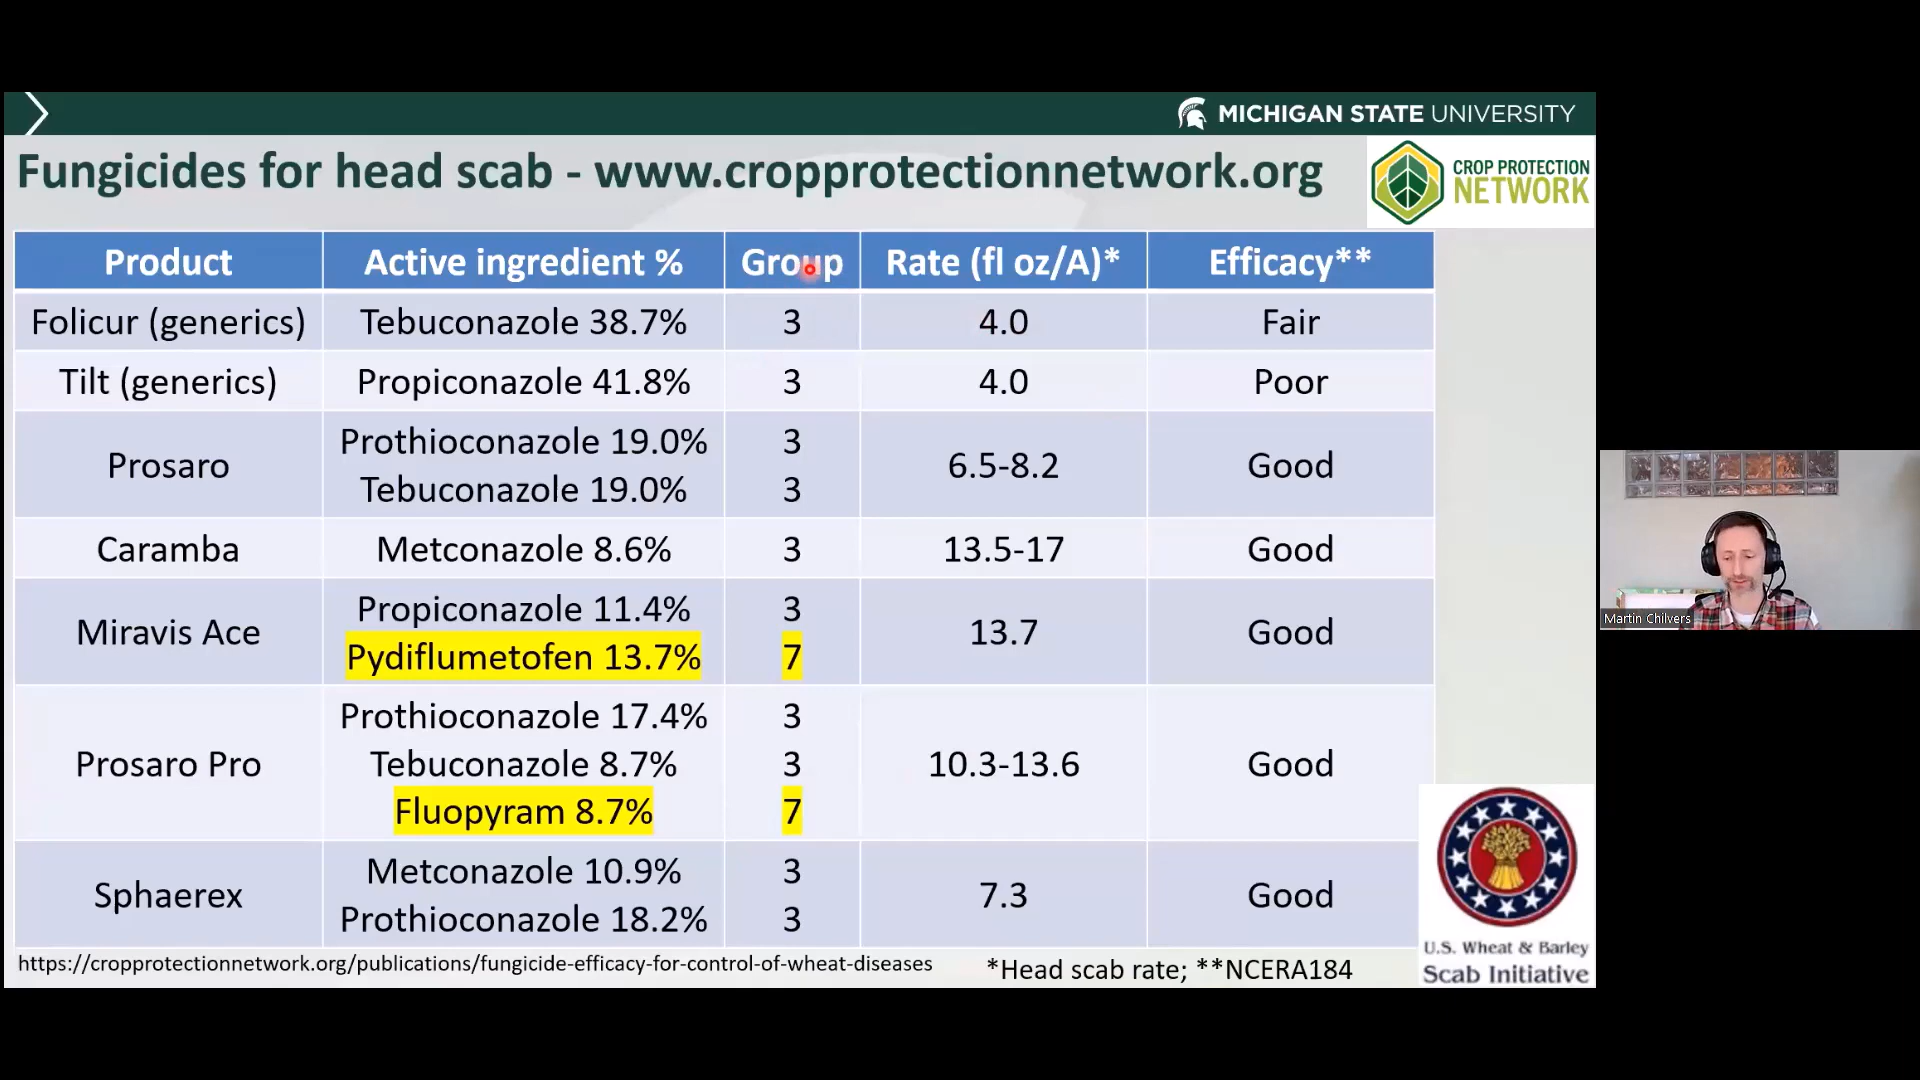 MICHIGAN STATE UNIVERSITY
Fungicides for head scab - www.cropprotectionnetwork.org
CROP PROTECTION
NETWORK
Product Active ingredient % Group Rate (fl oz/A)* Efficacy**
Folicur (generics) Tebuconazole 38.7% 3 4.0 Fair
Tilt (generics) Propiconazole 41.8% 3 4.0 Poor
Prosaro
Prothioconazole 19.0% 3
Tebuconazole 19.0% 3
6.5-8.2 Good
Caramba Metconazole 8.6% 3 13.5-17 Good
Miravis Ace
Propiconazole 11.4% 3
Pydiflumetofen 13.7% 7
13.7 Good
Prosaro Pro
Prothioconazole 17.4% 3
Tebuconazole 8.7% 3
Fluopyram 8.7% 7
10.3-13.6 Good
Sphaerex
Metconazole 10.9% 3
Prothioconazole 18.2% 3
7.3 Good
https://cropprotectionnetwork.org/publications/fungicide-efficacy-for-control-of-wheat-diseases
*Head scab rate; **NCERA184
U.S. Wheat & Barley
Scab Initiative
Martin Chilvers